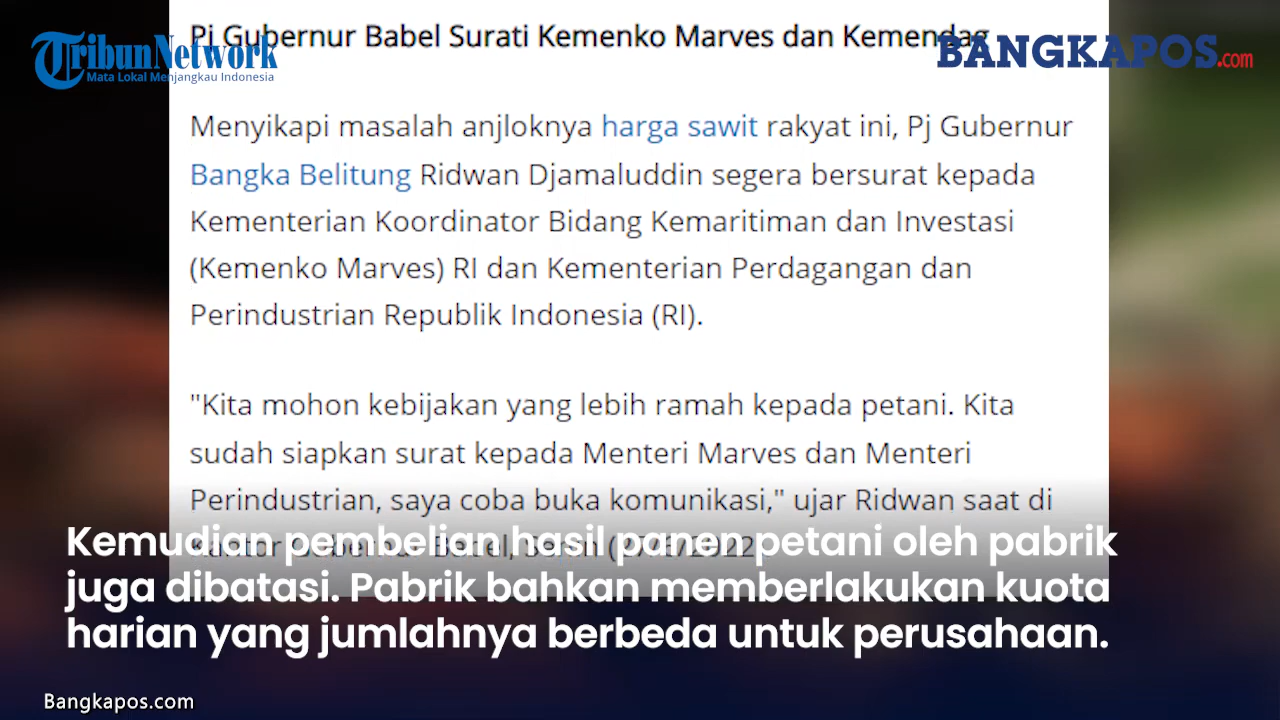 Pj Gubernur Babel Surati Kemenko Marves dan Kemendag
TribunNetwork
Mata Lokal Menjangkau Indonesia
BANGKAPOS.com
Menyikapi masalah anjloknya harga sawit rakyat ini, Pj Gubernur
Bangka Belitung Ridwan Djamaluddin segera bersurat kepada
Kementerian Koordinator Bidang Kemaritiman dan Investasi
(Kemenko Marves) RI dan Kementerian Perdagangan dan
Perindustrian Republik Indonesia (RI).
"Kita mohon kebijakan yang lebih ramah kepada petani. Kita
sudah siapkan surat kepada Menteri Marves dan Menteri
Perindustrian, saya coba buka komunikasi," ujar Ridwan saat di
Kantor Gubernur Babel,
Kemudian pembelian hasil panen petani oleh pabrik
juga dibatasi. Pabrik bahkan memberlakukan kuota
harian yang jumlahnya berbeda untuk perusahaan.
Bangkapos.com